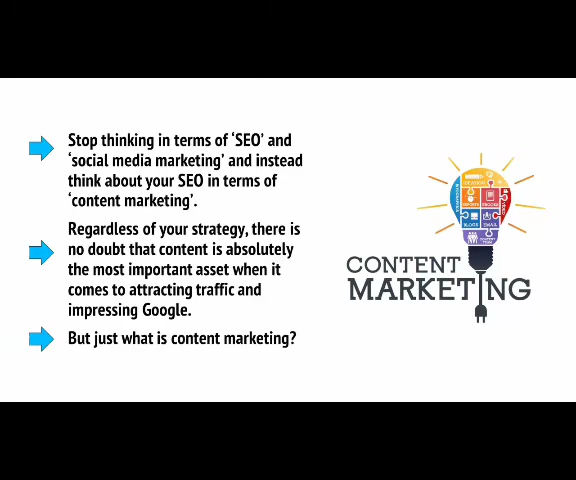 Stop thinking in terms of ‘SEO’ and
‘social media marketing’ and instead
think about your SEO in terms of
‘content marketing’.
Regardless of your strategy, there is
no doubt that content is absolutely
the most important asset when it
comes to attracting traffic and
impressing Google.
But just what is content marketing?
BLOGS
EMAIL
CONTENT
MARKETING